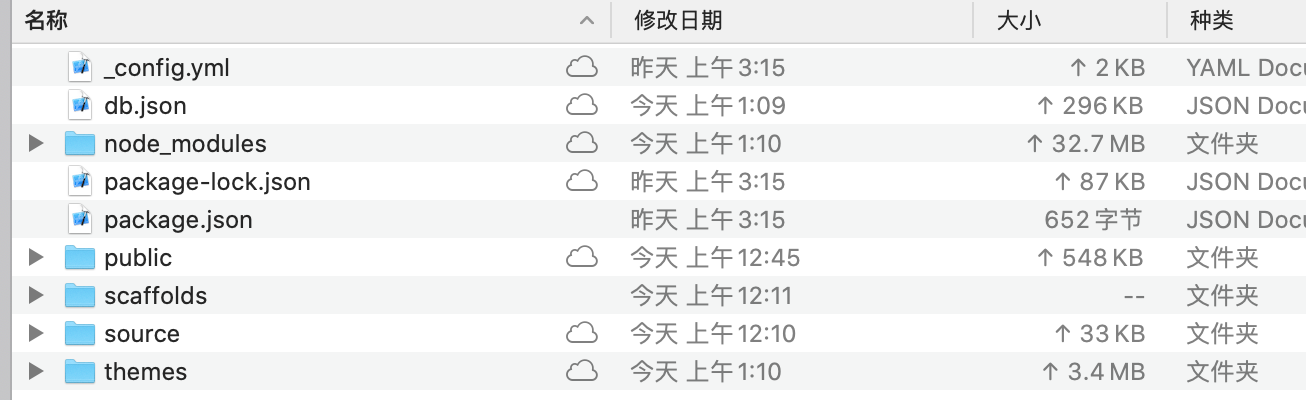 名称 修改日期 大小 种类
_config.yml 昨天 上午3:15 ↑ 2 KB YAML Docu
db.json 今天 上午1:09 ↑ 296 KB JSON Docu
node_modules 今天 上午1:10 ↑ 32.7 MB 文件夹
package-lock.json 昨天 上午3:15 ↑ 87 KB JSON Docu
package.json 昨天 上午3:15 652 字节 JSON Docu
public 今天 上午12:45 ↑ 548 KB 文件夹
scaffolds 今天 上午12:11 -- 文件夹
source 今天 上午12:10 ↑ 33 KB 文件夹
themes 今天 上午1:10 ↑ 3.4 MB 文件夹